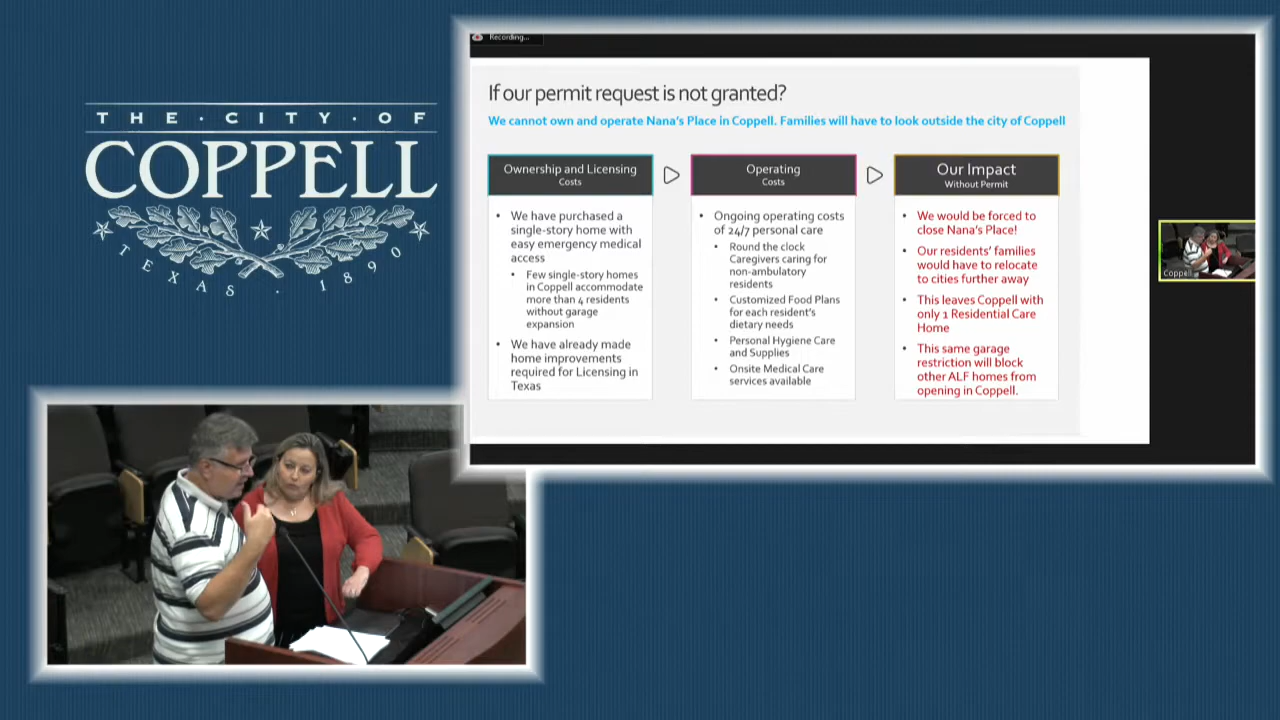 THE · CITY · OF
COPPELL
TEXAS · 1890
Recording...
If our permit request is not granted?
We cannot own and operate Nana's Place in Coppell. Families will have to look outside the city of Coppell
Ownership and Licensing
Costs
• We have purchased a
single-story home with
easy emergency medical
access
• Few single-story homes
in Coppell accommodate
more than 4 residents
without garage
expansion
• We have already made
home improvements
required for Licensing in
Texas
Operating
Costs
• Ongoing operating costs
of 24/7 personal care
• Round the clock
Caregivers caring for
non-ambulatory
residents
• Customized Food Plans
for each resident's
dietary needs
• Personal Hygiene Care
and Supplies
• Onsite Medical Care
services available
Our Impact
Without Permit
• We would be forced to
close Nana's Place!
• Our residents' families
would have to relocate
to cities further away
• This leaves Coppell with
only 1 Residential Care
Home
• This same garage
restriction will block
other ALF homes from
opening in Coppell.
Coppell